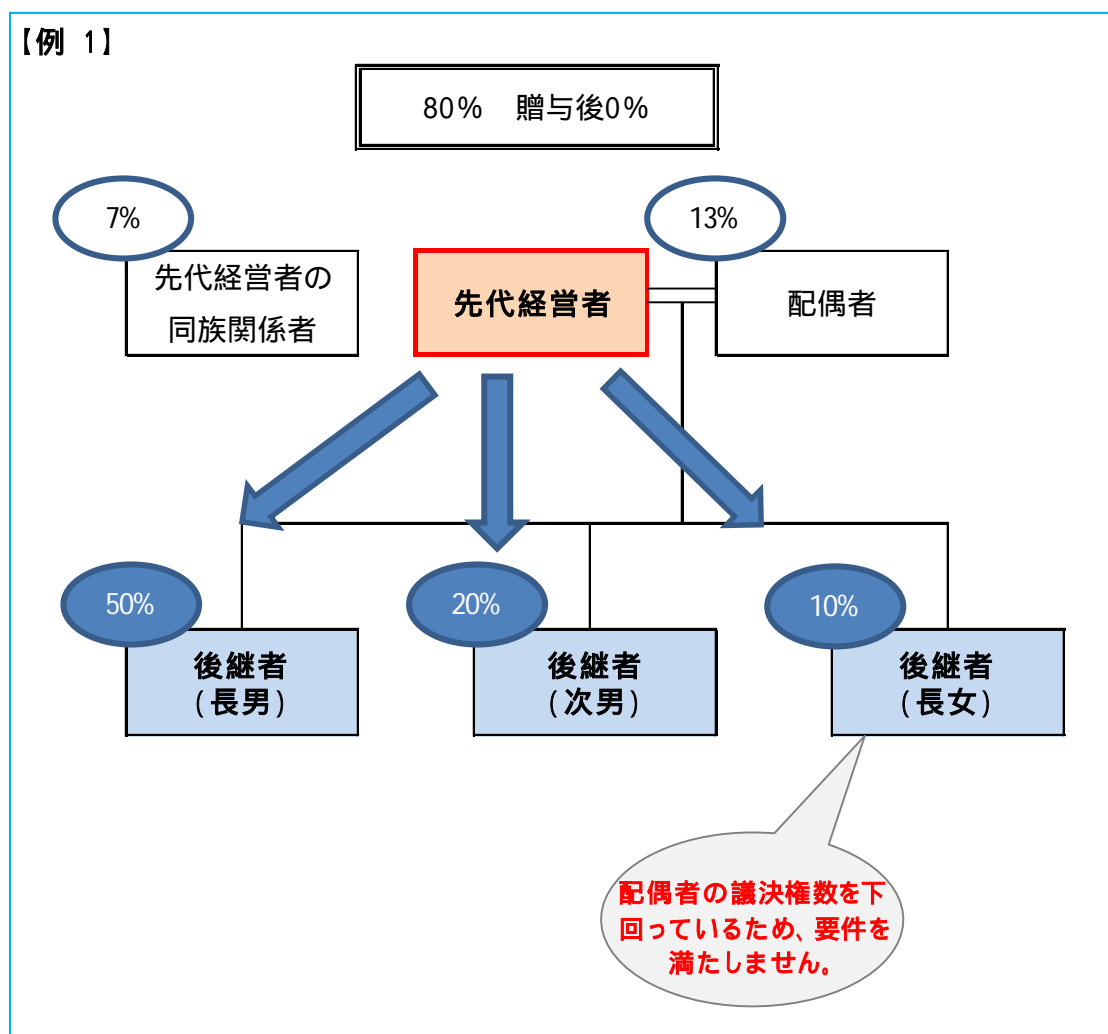 【例 1】
80% 贈与後0%
7%
13%
先代経営者の
同族関係者
先代経営者
配偶者
50%
20%
10%
後継者
(長男)
後継者
(次男)
後継者
(長女)
配偶者の議決権数を下
回っているため、要件を
満たしません。